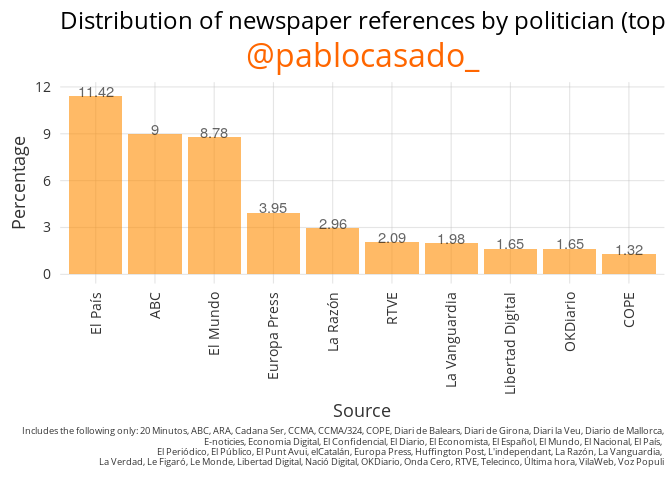 Distribution of newspaper references by politician (top
@pablocasado_
12
9
6
3
0
Percentage
11.42
9
8.78
3.95
2.96
2.09
1.98
1.65
1.65
1.32
El País
ABC
El Mundo
Europa Press
La Razón
RTVE
La Vanguardia
Libertad Digital
OKDiario
COPE
Source
Includes the following only: 20 Minutos, ABC, ARA, Cadana Ser, CCMA, CCMA/324, COPE, Diari de Balears, Diari de Girona, Diari la Veu, Diario de Mallorca,
E-noticies, Economia Digital, El Confidencial, El Diario, El Economista, El Español, El Mundo, El Nacional, El País,
El Periódico, El Público, El Punt Avui, elCatalán, Europa Press, Huffington Post, L'independant, La Razón, La Vanguardia,
La Verdad, Le Figaró, Le Monde, Libertad Digital, Nació Digital, OKDiario, Onda Cero, RTVE, Telecinco, Última hora, VilaWeb, Voz Populi